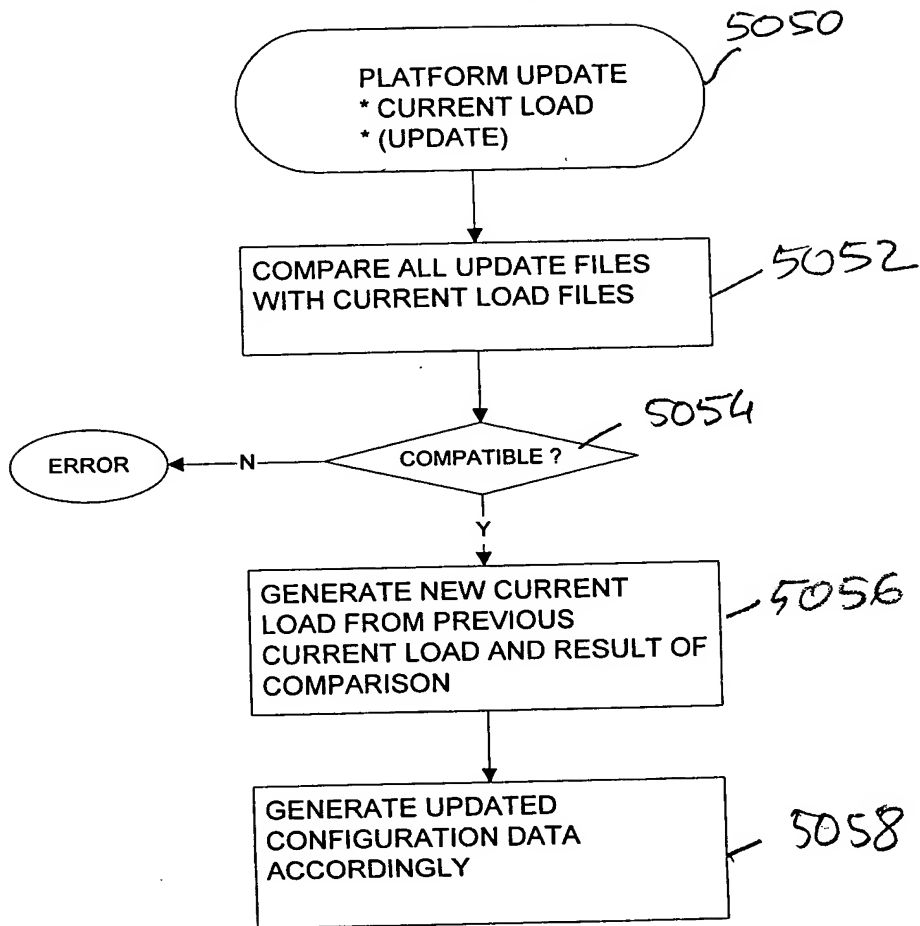 5050
PLATFORM UPDATE
* CURRENT LOAD
* (UPDATE)
COMPARE ALL UPDATE FILES
WITH CURRENT LOAD FILES
5052
5054
COMPATIBLE ?
N
ERROR
Y
GENERATE NEW CURRENT
LOAD FROM PREVIOUS
CURRENT LOAD AND RESULT OF
COMPARISON
5056
GENERATE UPDATED
CONFIGURATION DATA
ACCORDINGLY
5058